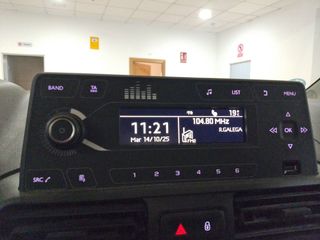 BAND
TA
LIST
MENU
19°
104.80 MHz
11:21
R.GALEGA
Mar 14/10/25
OK
SRC
1 2 3 4 5 6